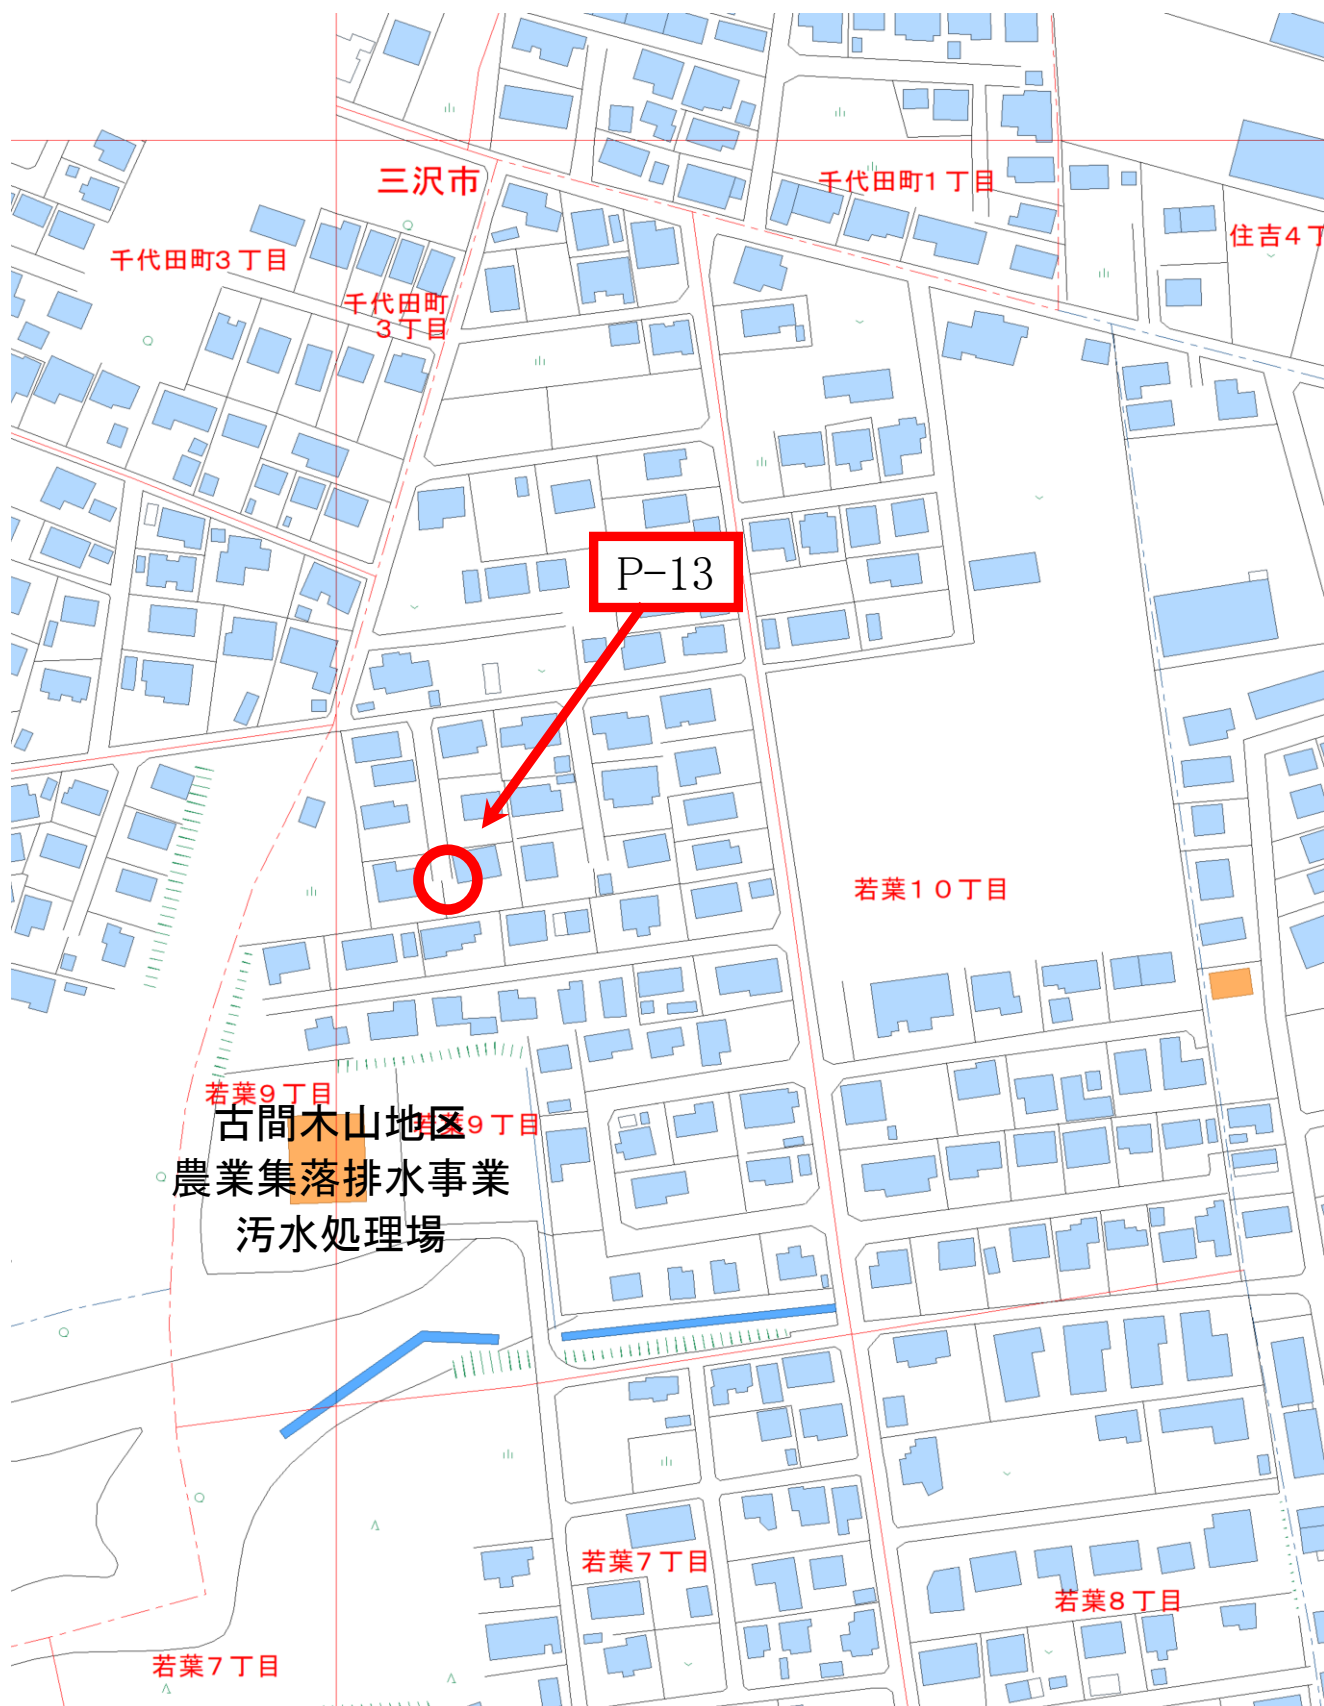 三沢市
千代田町1丁目
住吉4丁
千代田町3丁目
千代田町
3丁目
P-13
若葉10丁目
若葉9丁目
若葉9丁目
古間木山地区
農業集落排水事業
汚水処理場
若葉7丁目
若葉8丁目
若葉7丁目